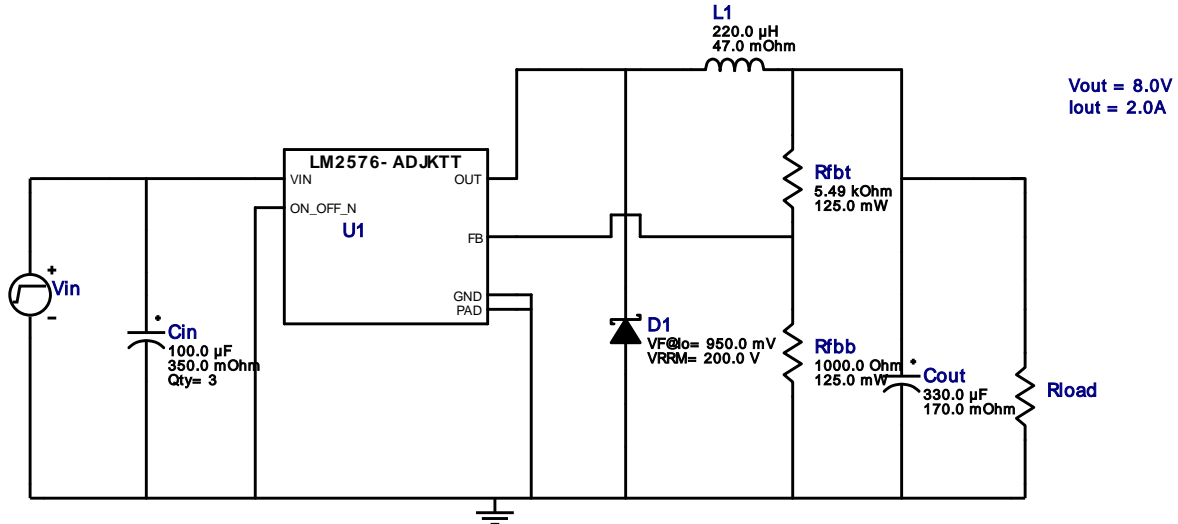 L1
220.0 µH
47.0 mOhm
Vout = 8.0V
Iout = 2.0A
LM2576- ADJKTT
VIN
OUT
ON_OFF_N
U1
FB
GND
PAD
Rfbt
5.49 kOhm
125.0 mW
+
Vin
-
+
Cin
100.0 µF
350.0 mOhm
Qty= 3
D1
VF@Io= 950.0 mV
VRRM= 200.0 V
Rfbb
1000.0 Ohm
125.0 mW
+
Cout
330.0 µF
170.0 mOhm
Rload